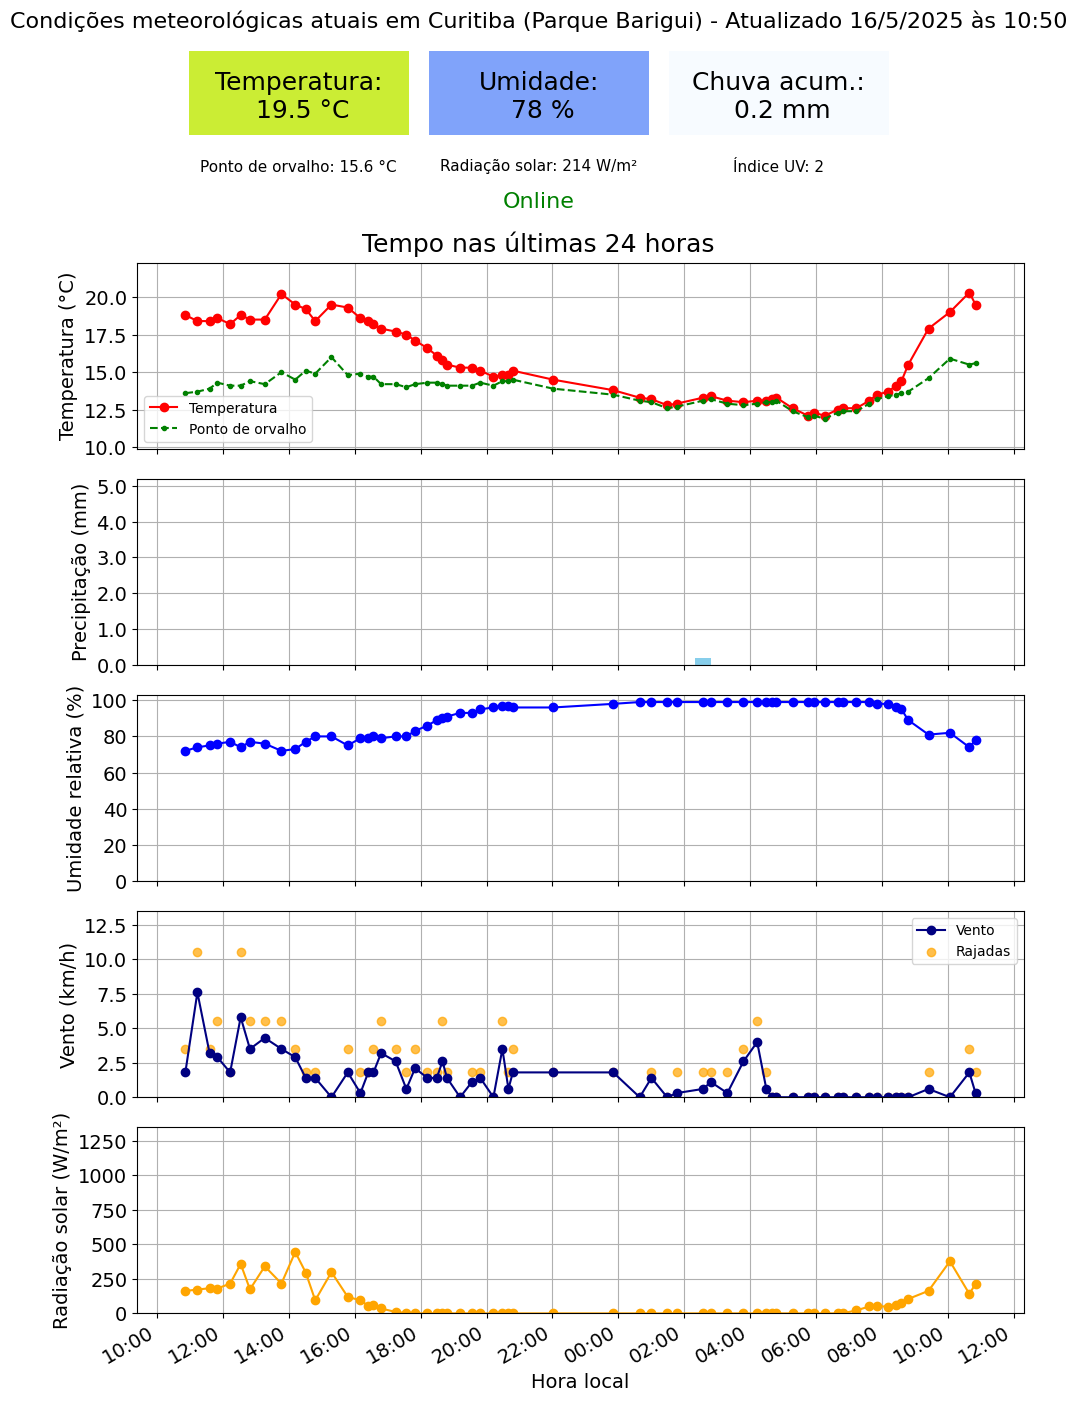 Condições meteorológicas atuais em Curitiba (Parque Barigui) - Atualizado 16/5/2025 às 10:50
Temperatura:
19.5 °C
Umidade:
78 %
Chuva acum.:
0.2 mm
Ponto de orvalho: 15.6 °C
Radiação solar: 214 W/m²
Índice UV: 2
Online
Tempo nas últimas 24 horas
Temperatura (°C)
20.0
17.5
15.0
12.5
10.0
Temperatura
Ponto de orvalho
Precipitação (mm)
5.0
4.0
3.0
2.0
1.0
0.0
Umidade relativa (%)
100
80
60
40
20
0
Vento (km/h)
12.5
10.0
7.5
5.0
2.5
0.0
Vento
Rajadas
Radiação solar (W/m²)
1250
1000
750
500
250
0
10:00
12:00
14:00
16:00
18:00
20:00
22:00
00:00
02:00
04:00
06:00
08:00
10:00
12:00
Hora local